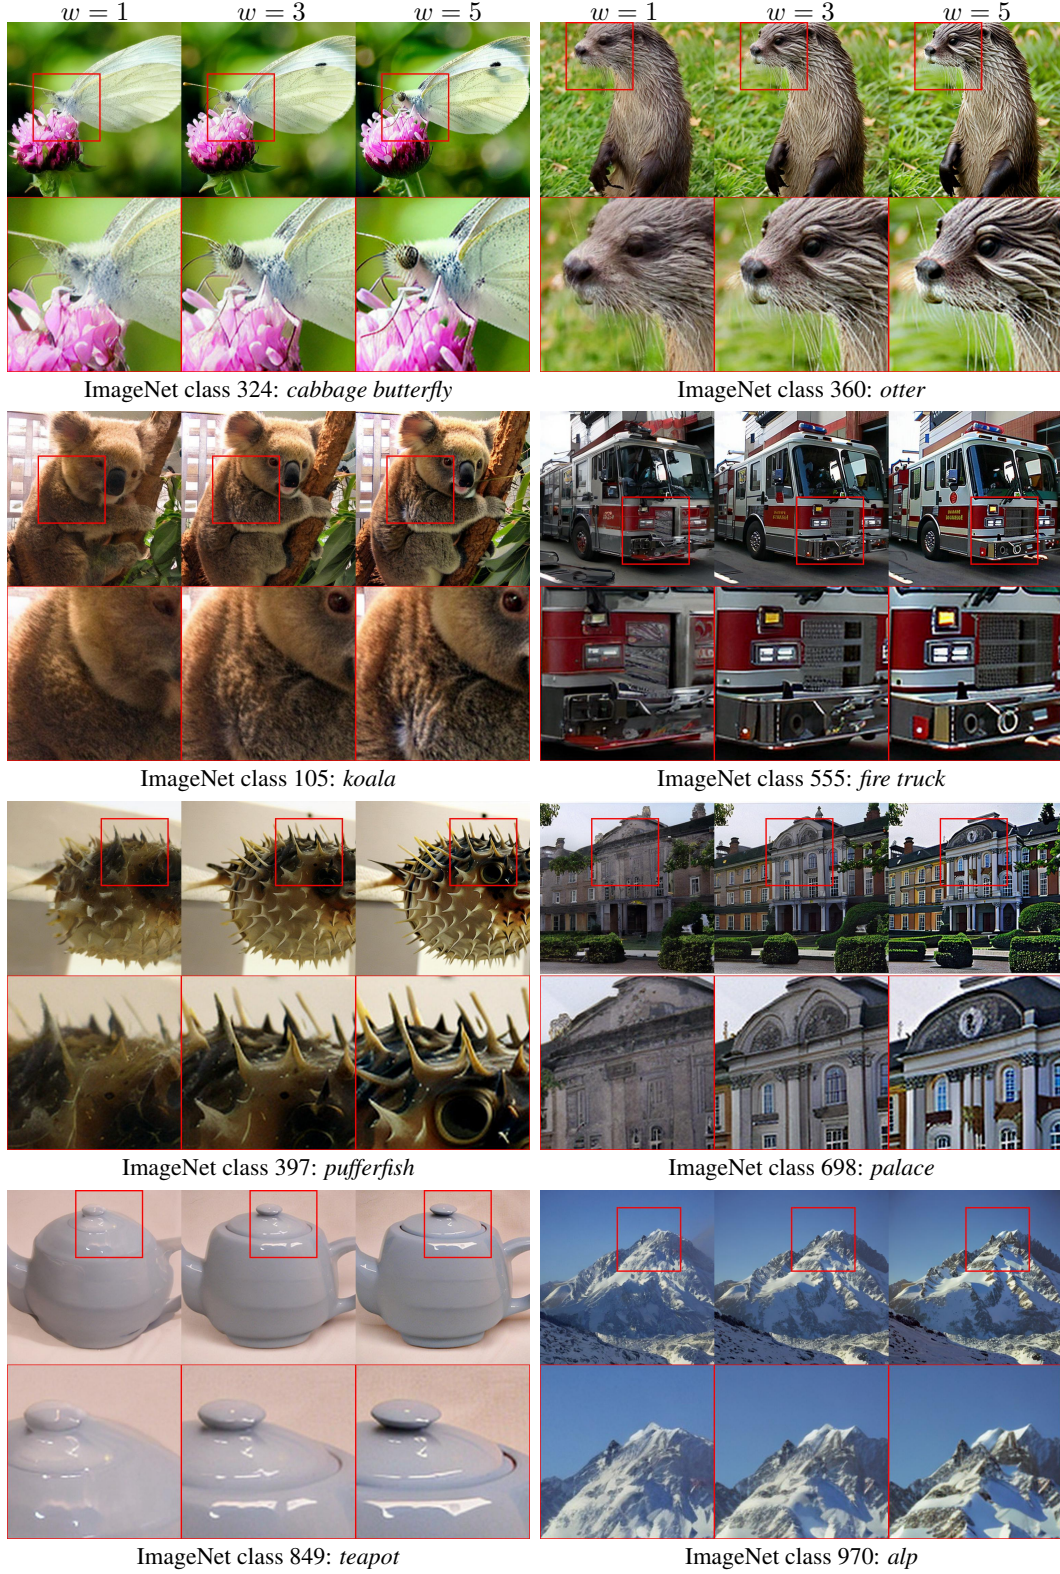 w = 1 w = 3 w = 5 w = 1 w = 3 w = 5
ImageNet class 324: cabbage butterfly
ImageNet class 360: otter
ImageNet class 105: koala
ImageNet class 555: fire truck
ImageNet class 397: pufferfish
ImageNet class 698: palace
ImageNet class 849: teapot
ImageNet class 970: alp